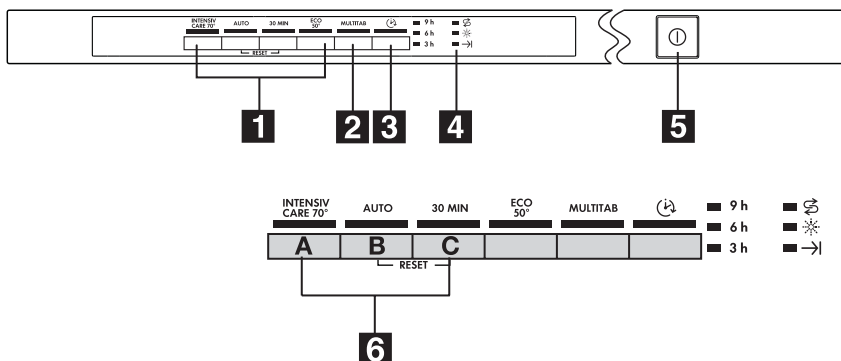 INTENSIV CARE 70° AUTO 30 MIN ECO 50° MULTITAB 9 h
6 h
RESET 3 h
1 2 3 4 5
INTENSIV CARE 70° AUTO 30 MIN ECO 50° MULTITAB 9 h
6 h
A B C 3 h
RESET
6